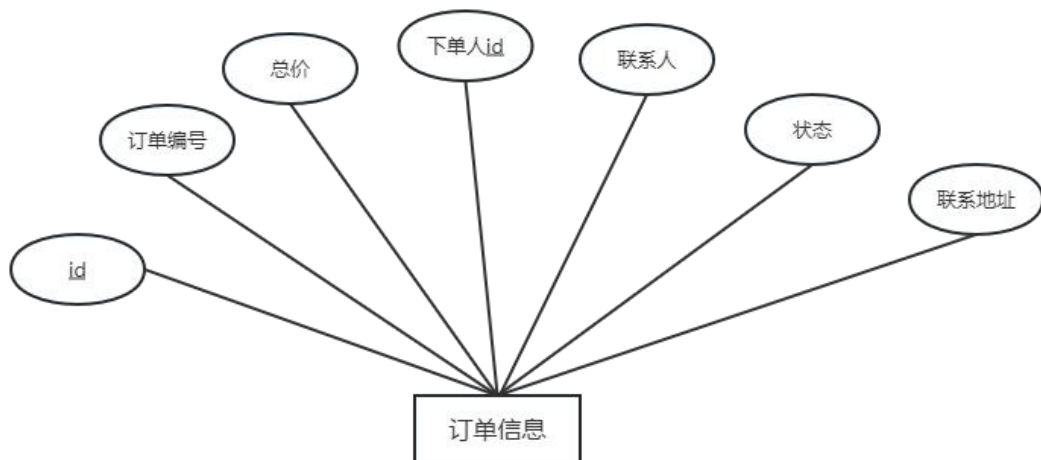 下单人id
联系人
总价
状态
订单编号
联系地址
id
订单信息